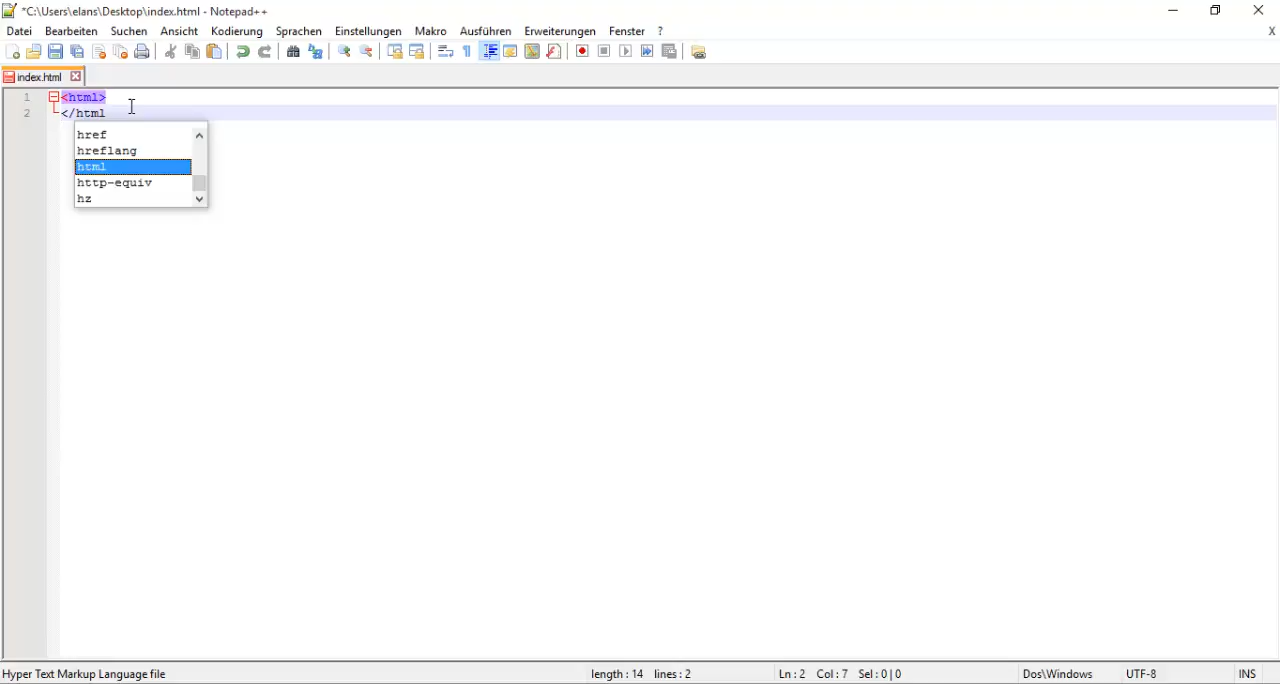 *C:\Users\elans\Desktop\index.html - Notepad++
Datei Bearbeiten Suchen Ansicht Kodierung Sprachen Einstellungen Makro Ausführen Erweiterungen Fenster ? X
index.html
1 <html>
2 </html
href
hreflang
html
http-equiv
hz
Hyper Text Markup Language file length : 14 lines : 2 Ln : 2 Col : 7 Sel : 0 | 0 Dos\Windows UTF-8 INS